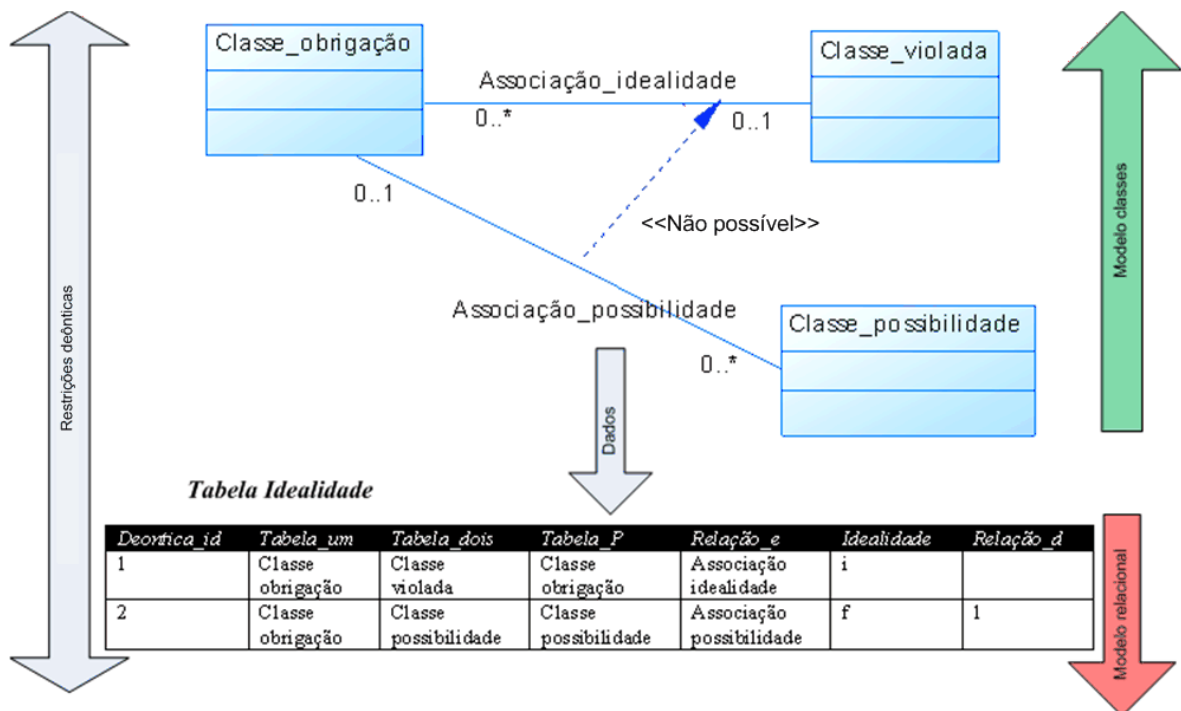 Classe_obrigação
Classe_violada
Associação_idealidade
0..*
0..1
0..1
<<Não possível>>
Associação_possibilidade
Classe_possibilidade
0..*
Restrições deônticas
Modelo classes
Dados
Tabela Idealidade
Deontica_id Tabela_um Tabela_dois Tabela_P Relação_e Idealidade Relação_d
1 Classe Classe Classe Associação i
obrigação violada obrigação idealidade
2 Classe Classe Classe Associação f 1
obrigação possibilidade possibilidade possibilidade
Modelo relacional